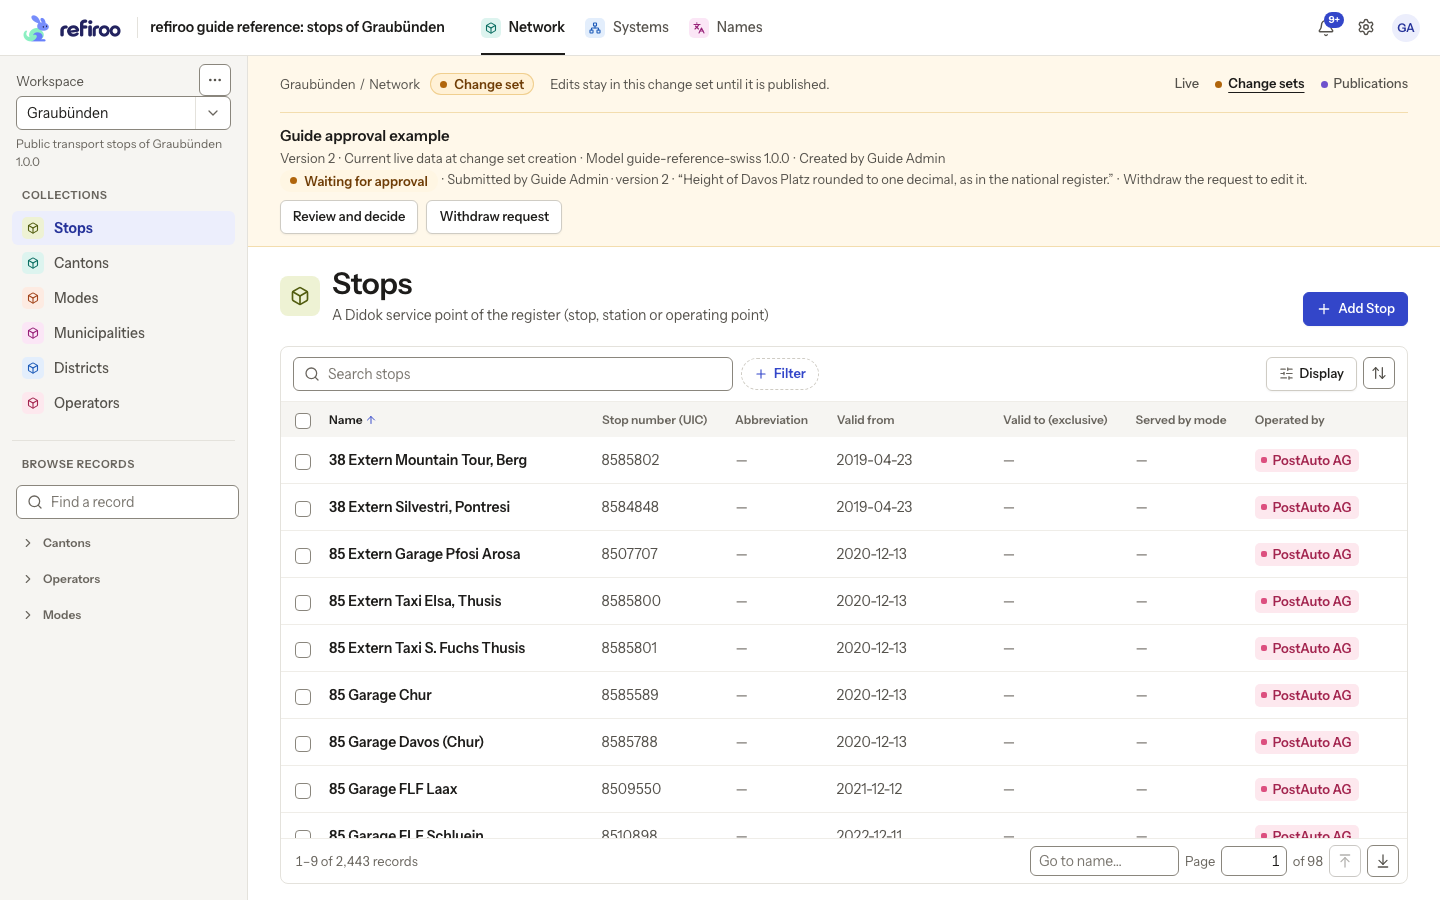 refiroo
refiroo guide reference: stops of Graubünden
Network
Systems
Names
9+
GA
Workspace
Graubünden
Public transport stops of Graubünden
1.0.0
COLLECTIONS
Stops
Cantons
Modes
Municipalities
Districts
Operators
BROWSE RECORDS
Find a record
Cantons
Operators
Modes
Graubünden / Network
Change set
Edits stay in this change set until it is published.
Live
Change sets
Publications
Guide approval example
Version 2 · Current live data at change set creation · Model guide-reference-swiss 1.0.0 · Created by Guide Admin
Waiting for approval · Submitted by Guide Admin · version 2 · “Height of Davos Platz rounded to one decimal, as in the national register.” · Withdraw the request to edit it.
Review and decide
Withdraw request
Stops
A Didok service point of the register (stop, station or operating point)
Add Stop
Search stops
Filter
Display
Name Stop number (UIC) Abbreviation Valid from Valid to (exclusive) Served by mode Operated by
38 Extern Mountain Tour, Berg 8585802 — 2019-04-23 — — PostAuto AG
38 Extern Silvestri, Pontresi 8584848 — 2019-04-23 — — PostAuto AG
85 Extern Garage Pfosi Arosa 8507707 — 2020-12-13 — — PostAuto AG
85 Extern Taxi Elsa, Thusis 8585800 — 2020-12-13 — — PostAuto AG
85 Extern Taxi S. Fuchs Thusis 8585801 — 2020-12-13 — — PostAuto AG
85 Garage Chur 8585589 — 2020-12-13 — — PostAuto AG
85 Garage Davos (Chur) 8585788 — 2020-12-13 — — PostAuto AG
85 Garage FLF Laax 8509550 — 2021-12-12 — — PostAuto AG
85 Garage FLF Schluein 8510898 — 2022-12-11 — — PostAuto AG
1–9 of 2,443 records
Go to name...
Page 1 of 98